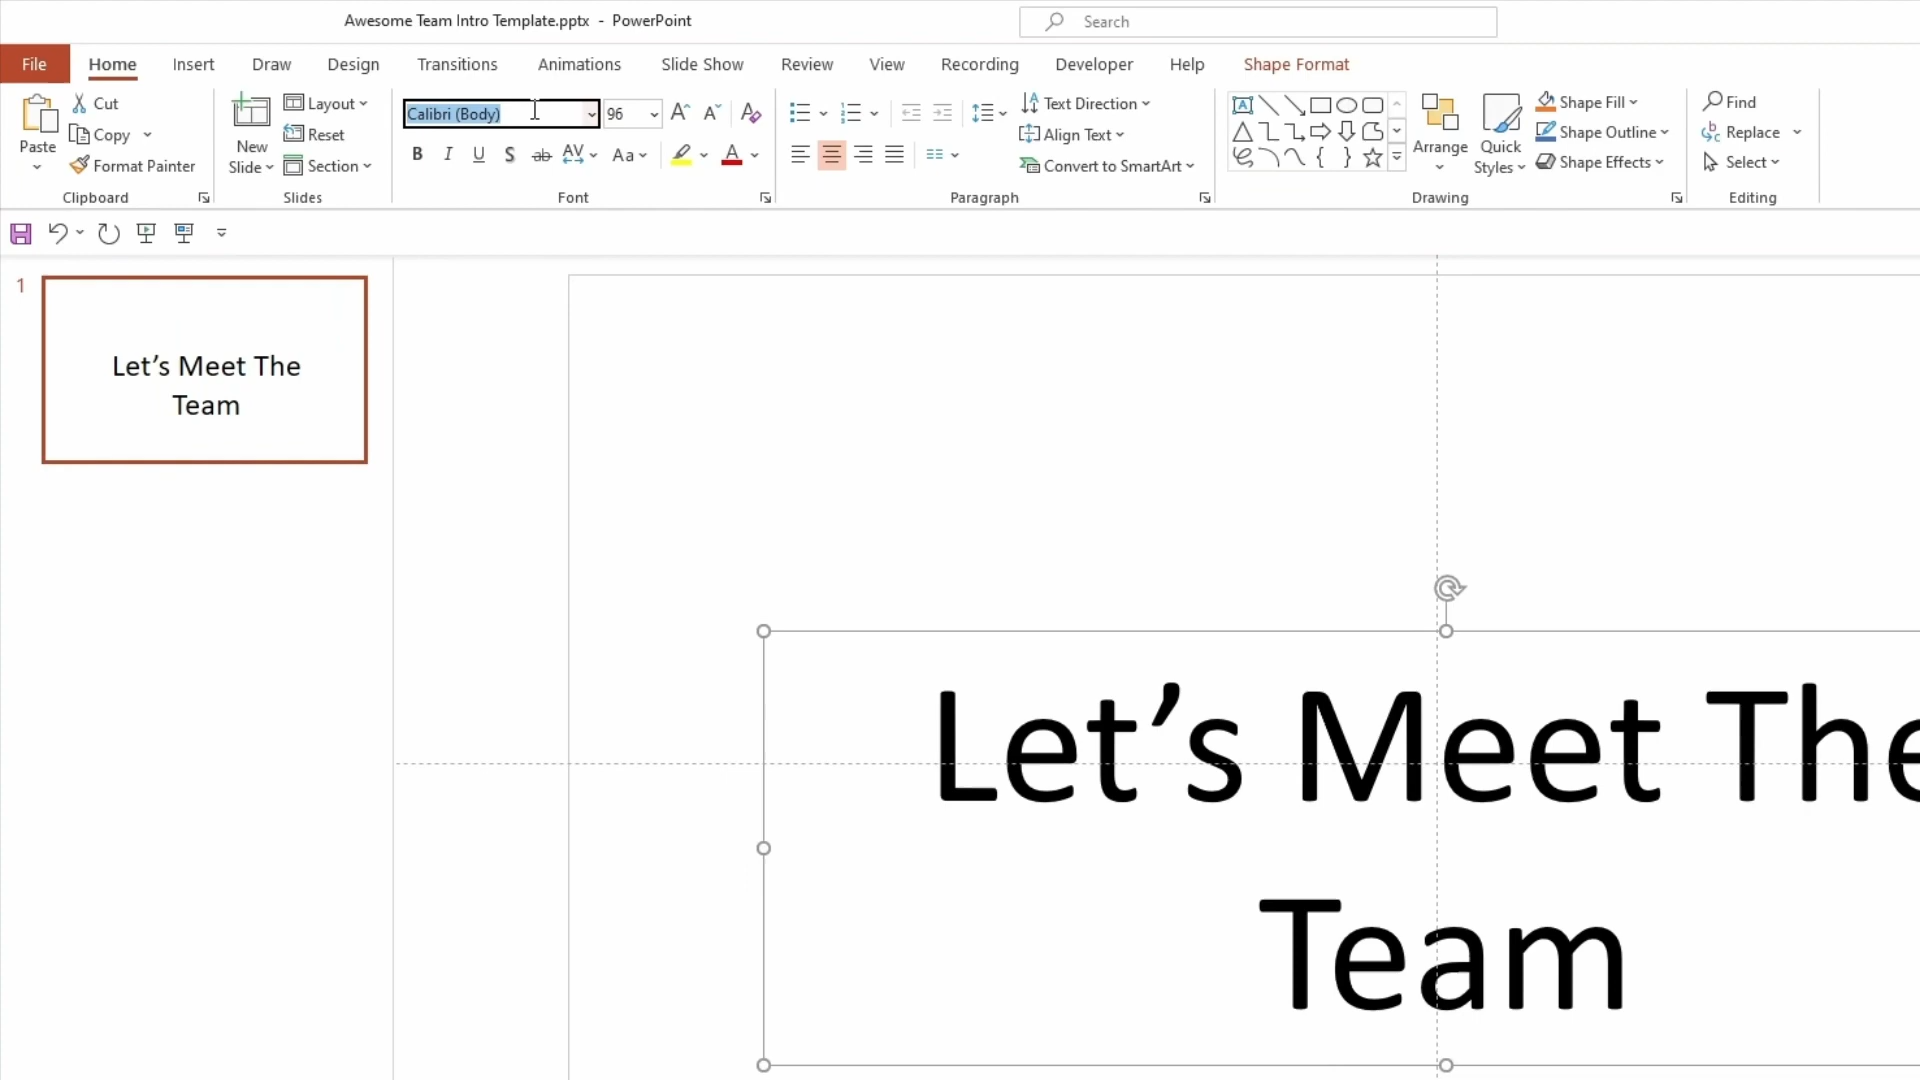 Awesome Team Intro Template.pptx - PowerPoint
Search
File Home Insert Draw Design Transitions Animations Slide Show Review View Recording Developer Help Shape Format
Paste
Cut
Copy
Format Painter
Clipboard
New
Slide
Layout
Reset
Section
Slides
Calibri (Body)
96
B I U S ab AV Aa A
Font
Text Direction
Align Text
Convert to SmartArt
Paragraph
Arrange
Quick
Styles
Shape Fill
Shape Outline
Shape Effects
Drawing
Find
Replace
Select
Editing
1
Let’s Meet The
Team
Let’s Meet The
Team